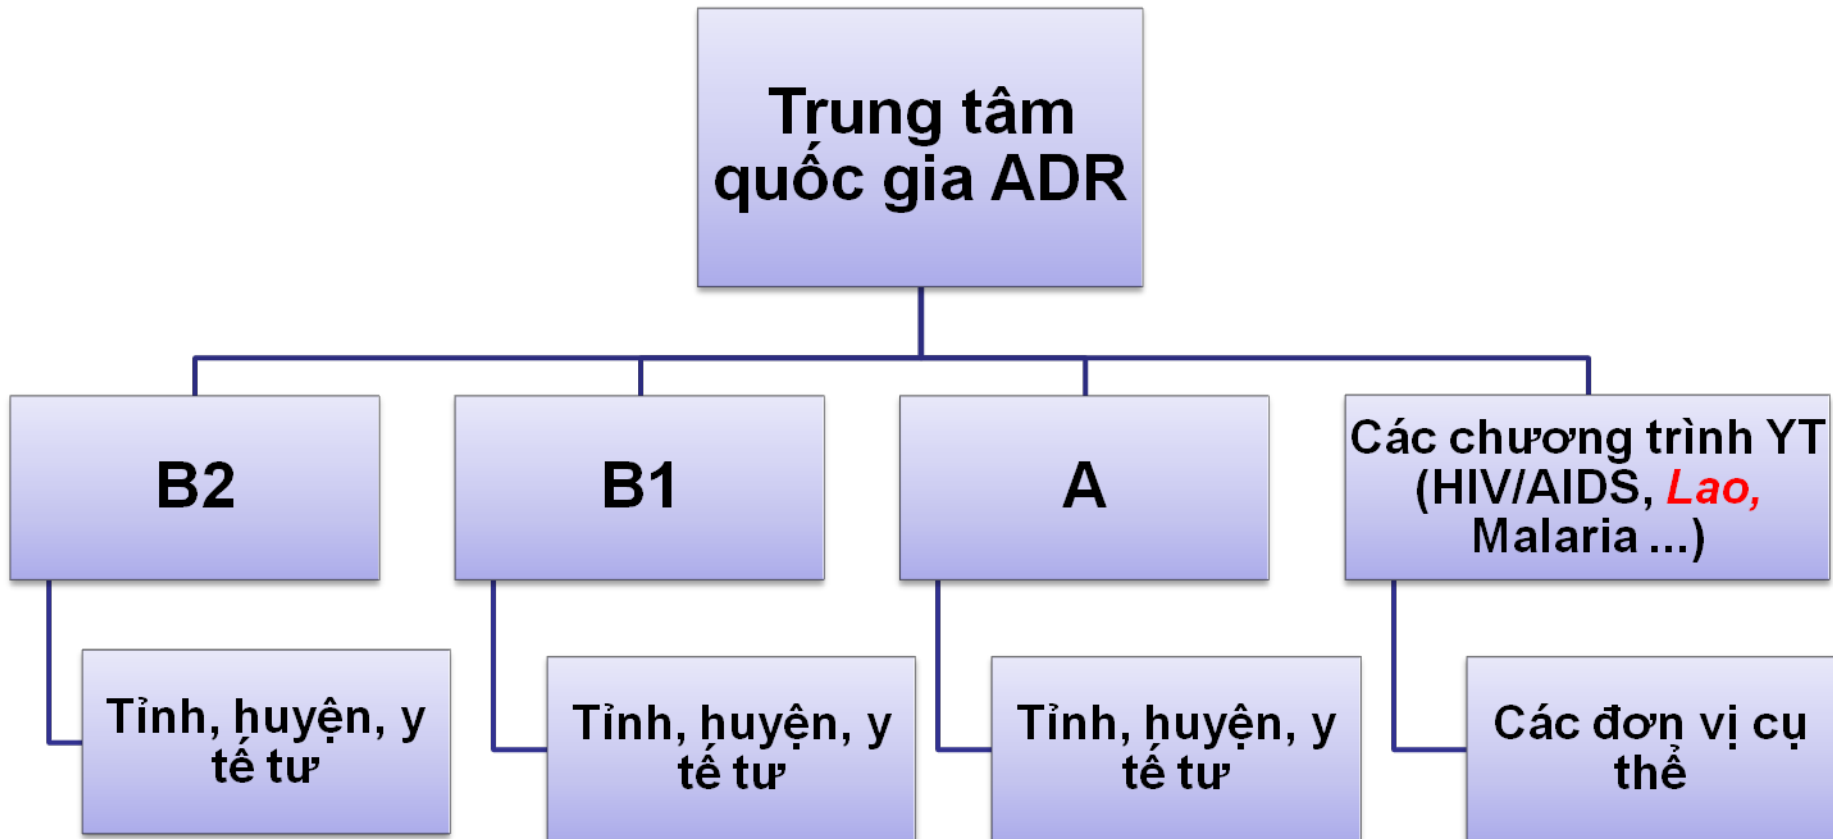 Trung tâm
quốc gia ADR
B2
B1
A
Các chương trình YT
(HIV/AIDS, Lao,
Malaria ...)
Tỉnh, huyện, y
tế tư
Tỉnh, huyện, y
tế tư
Tỉnh, huyện, y
tế tư
Các đơn vị cụ
thể